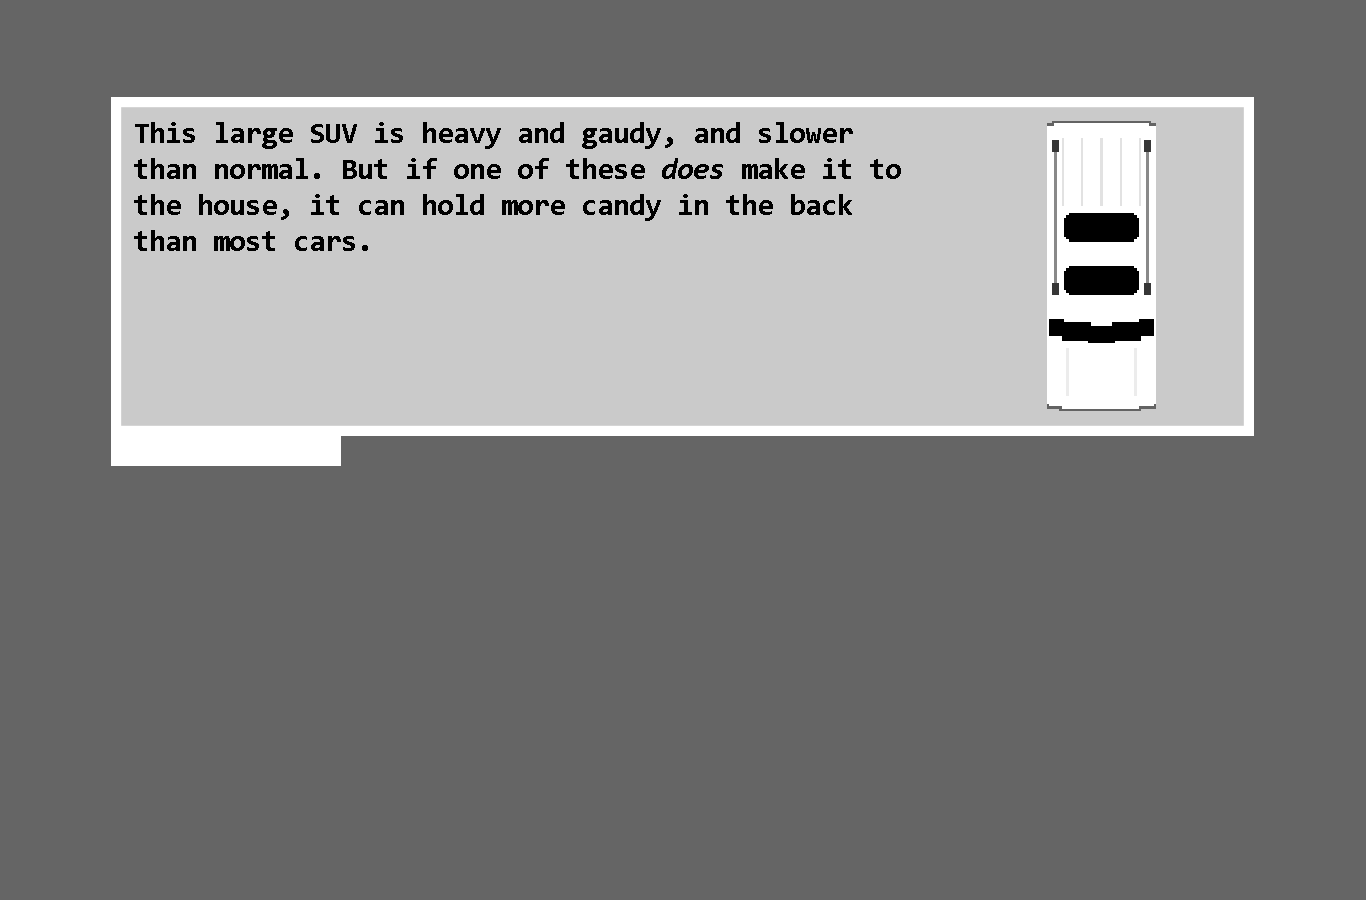 This large SUV is heavy and gaudy, and slower
than normal. But if one of these does make it to
the house, it can hold more candy in the back
than most cars.